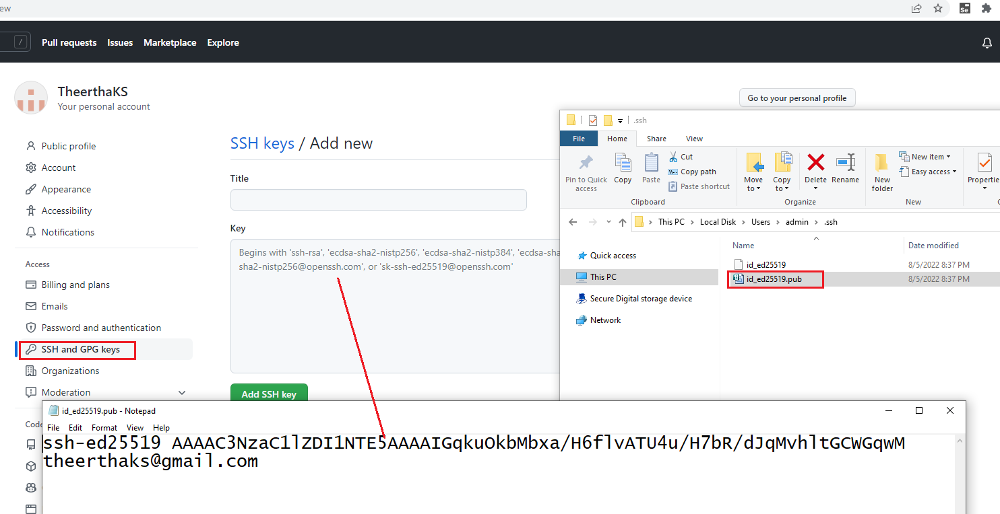 ew
/
Pull requests Issues Marketplace Explore
TheerthaKS
Your personal account
Go to your personal profile
Public profile
Account
Appearance
Accessibility
Notifications
Access
Billing and plans
Emails
Password and authentication
SSH and GPG keys
Organizations
Moderation
Code
SSH keys / Add new
Title
Key
Begins with 'ssh-rsa', 'ecdsa-sha2-nistp256', 'ecdsa-sha2-nistp384', 'ecdsa-sha
sha2-nistp256@openssh.com', or 'sk-ssh-ed25519@openssh.com'
Add SSH key
.ssh
File Home Share View
Pin to Quick access
Copy
Paste
Cut
Copy path
Paste shortcut
Clipboard
Move to
Copy to
Delete
Rename
Organize
New folder
New item
Easy access
New
Propertie
This PC Local Disk Users admin .ssh
Quick access
This PC
Secure Digital storage device
Network
Name Date modified
id_ed25519 8/5/2022 8:37 PM
id_ed25519.pub 8/5/2022 8:37 PM
id_ed25519.pub - Notepad
File Edit Format View Help
ssh-ed25519 AAAAC3NzaC1lZDI1NTE5AAAAIGqkuOkbMbxa/H6flvATU4u/H7bR/dJqMvhltGCWGqwM
theerthaks@gmail.com